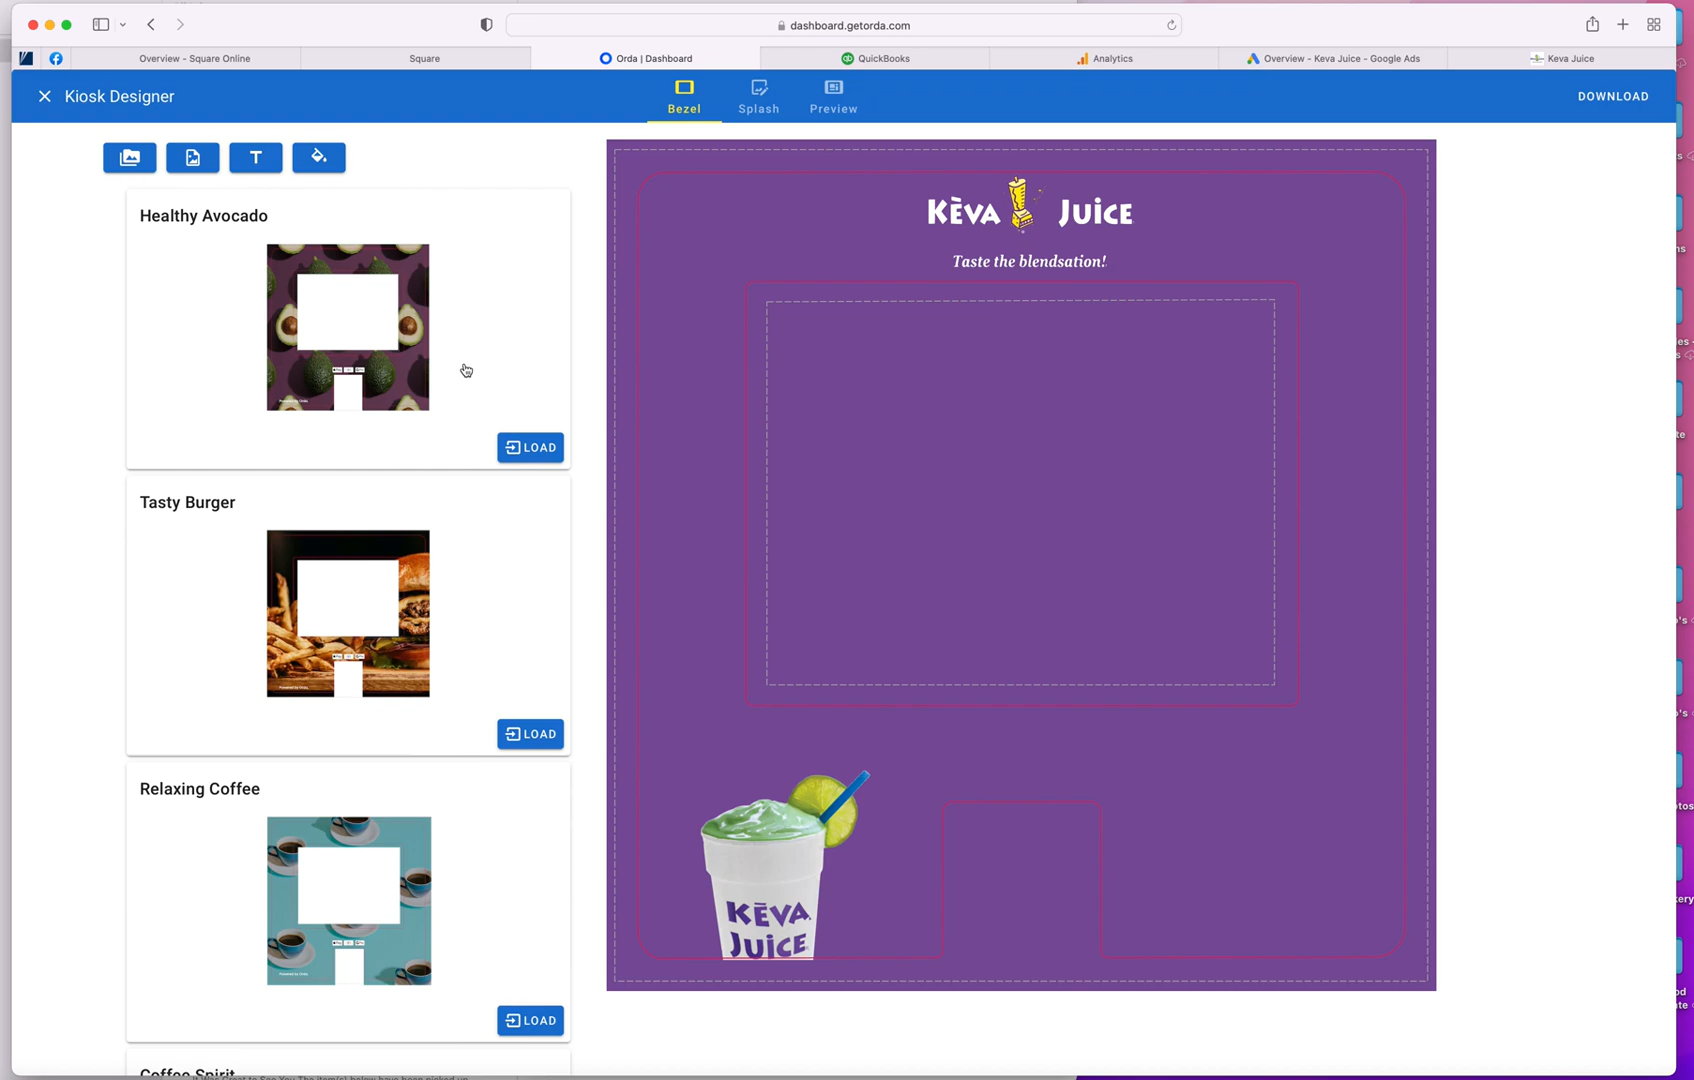 dashboard.getorda.com
Overview - Square Online
Square
Orda | Dashboard
QuickBooks
Analytics
Overview - Keva Juice - Google Ads
Keva Juice
Kiosk Designer
Bezel
Splash
Preview
DOWNLOAD
Healthy Avocado
LOAD
Tasty Burger
LOAD
Relaxing Coffee
LOAD
Coffee Spirit
KēVA JUiCE
Taste the blendsation!
KēVA
JUiCE